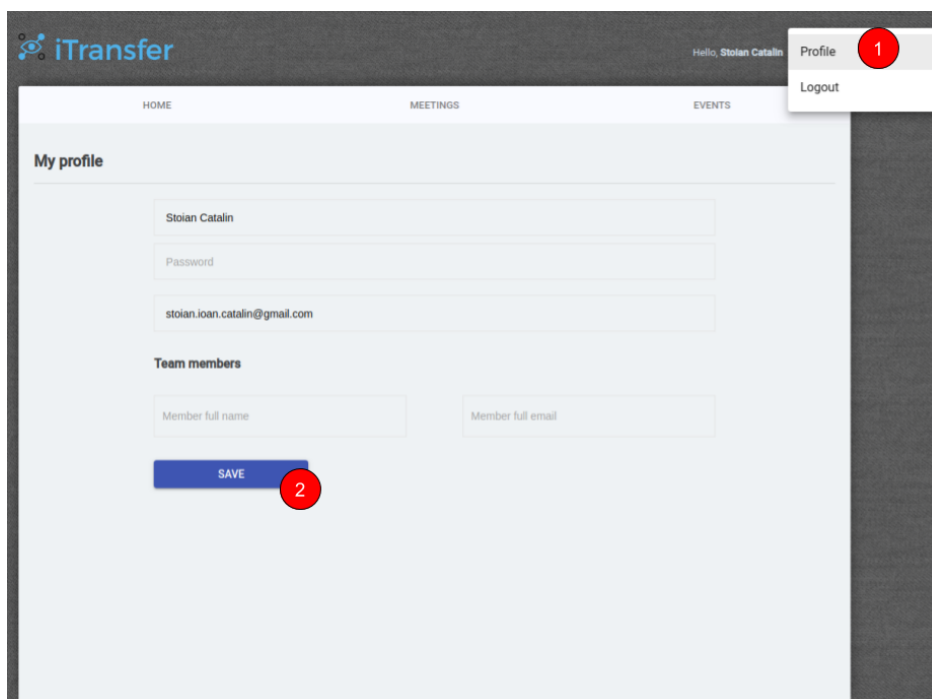 iTransfer
Hello, Stoian Catalin
Profile
1
Logout
HOME MEETINGS EVENTS
My profile
Stoian Catalin
Password
stoian.ioan.catalin@gmail.com
Team members
Member full name Member full email
SAVE
2